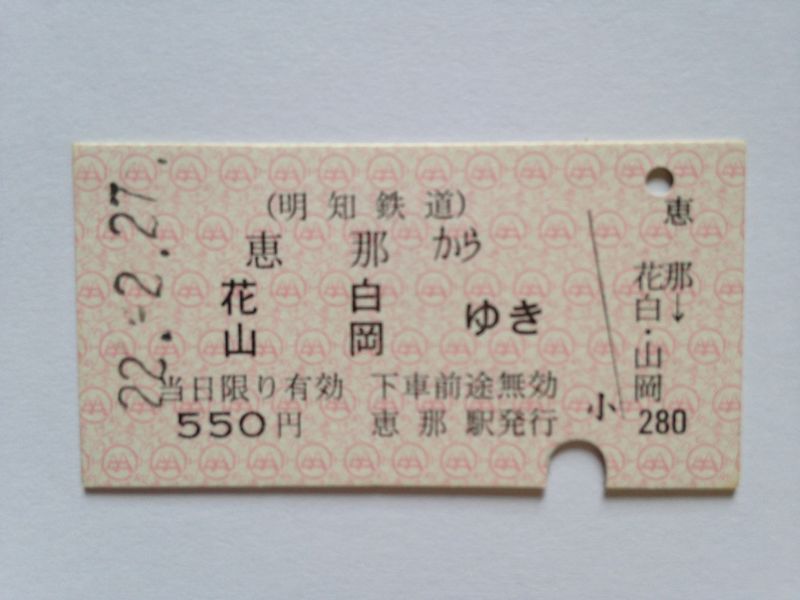 22.-2.27.
(明知鉄道)
恵那から
花白
山岡 ゆき
当日限り有効 下車前途無効
550円 恵那駅発行
小
恵那→
花白・山岡
280